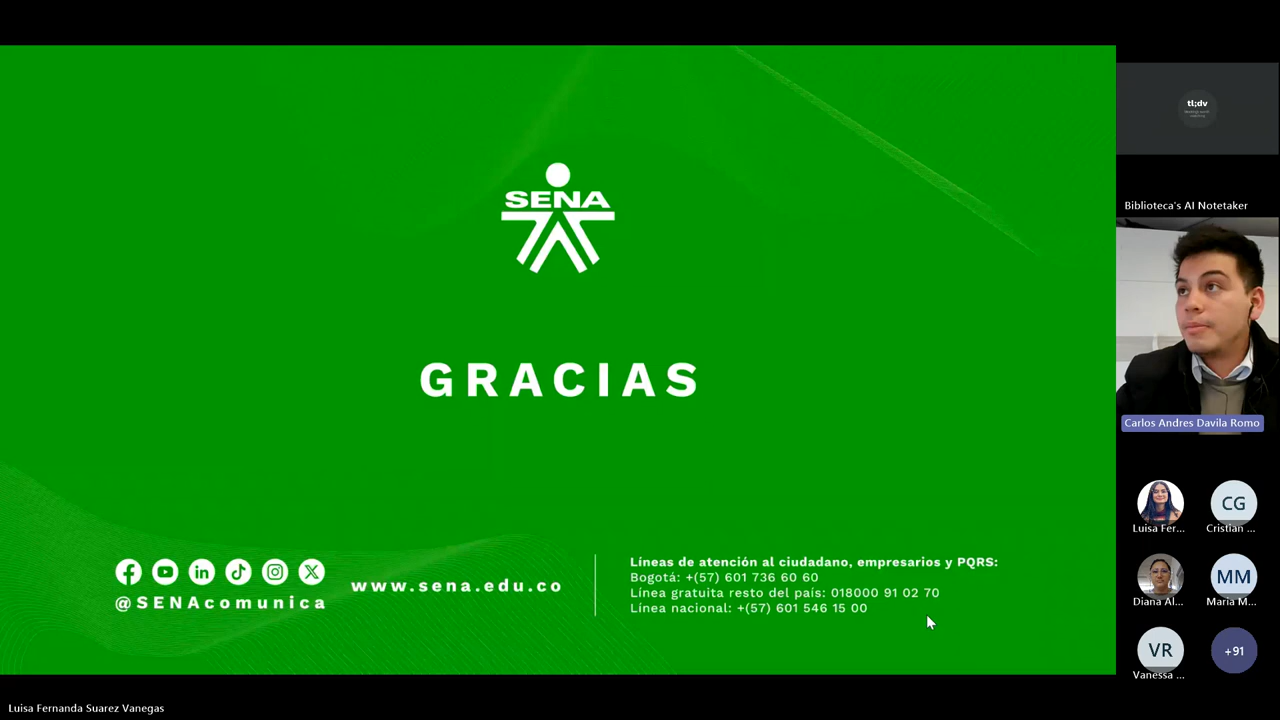 SENA
GRACIAS
@SENAcomunica
www.sena.edu.co
Líneas de atención al ciudadano, empresarios y PQRS:
Bogotá: +(57) 601 736 60 60
Línea gratuita resto del país: 018000 91 02 70
Línea nacional: +(57) 601 546 15 00
tl;dv
Biblioteca's AI Notetaker
Carlos Andres Davila Romo
CG
Luisa Fer...
Cristian ...
MM
Diana Al...
Maria M...
VR
+91
Vanessa ...
Luisa Fernanda Suarez Vanegas